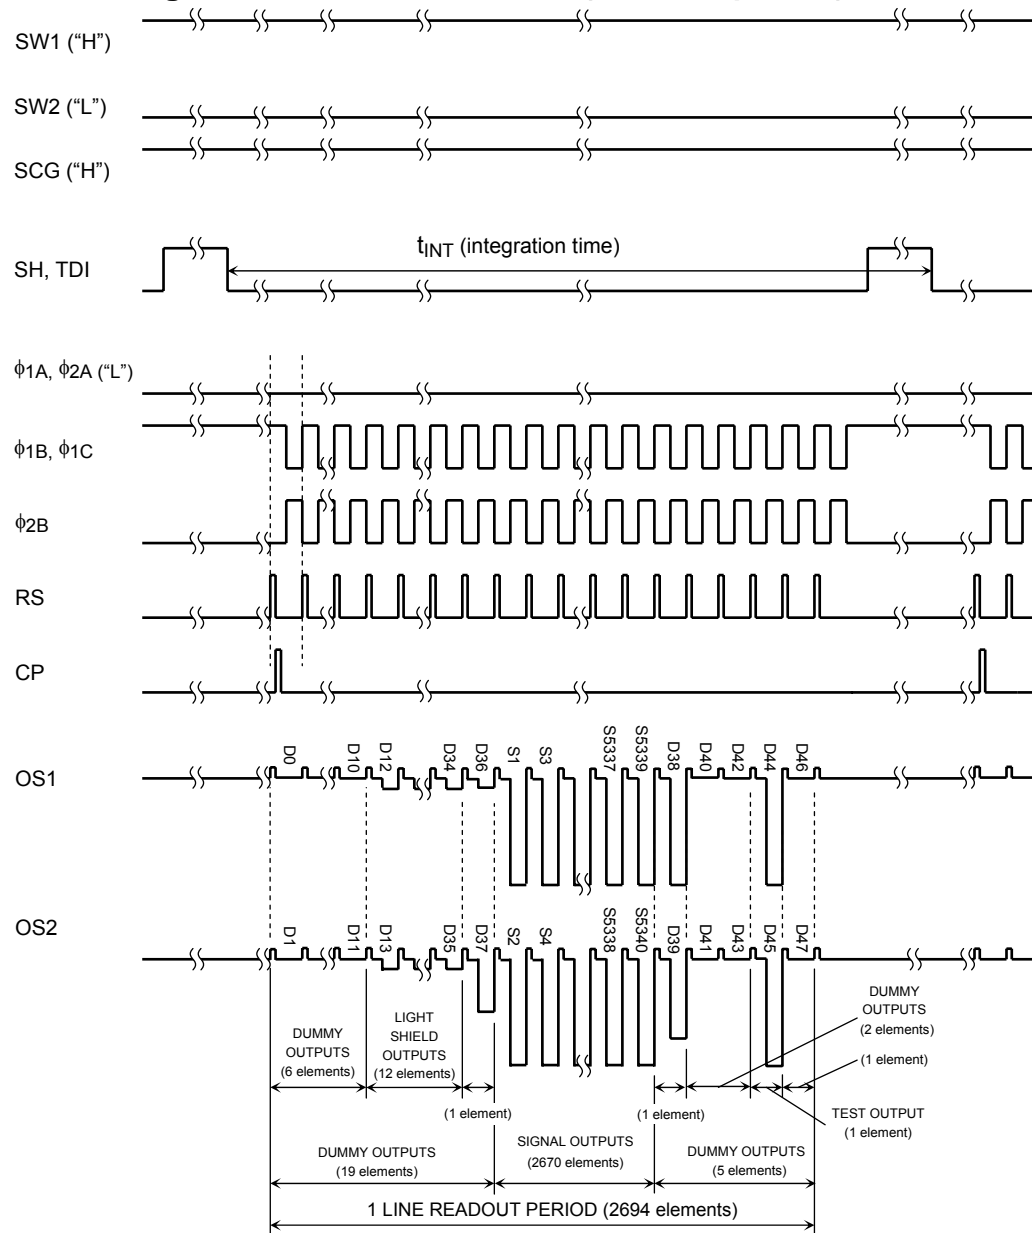 SW1 (“H”)
SW2 (“L”)
SCG (“H”)
SH, TDI
tINT (integration time)
ϕ1A, ϕ2A (“L”)
ϕ1B, ϕ1C
ϕ2B
RS
CP
OS1
D0
D10
D12
D34
D36
S1
S3
S5337
S5339
D38
D40
D42
D44
D46
OS2
D1
D11
D13
D35
D37
S2
S4
S5338
S5340
D39
D41
D43
D45
D47
DUMMY
OUTPUTS
(6 elements)
LIGHT
SHIELD
OUTPUTS
(12 elements)
(1 element)
(1 element)
DUMMY
OUTPUTS
(2 elements)
(1 element)
TEST OUTPUT
(1 element)
DUMMY OUTPUTS
(19 elements)
SIGNAL OUTPUTS
(2670 elements)
DUMMY OUTPUTS
(5 elements)
1 LINE READOUT PERIOD (2694 elements)